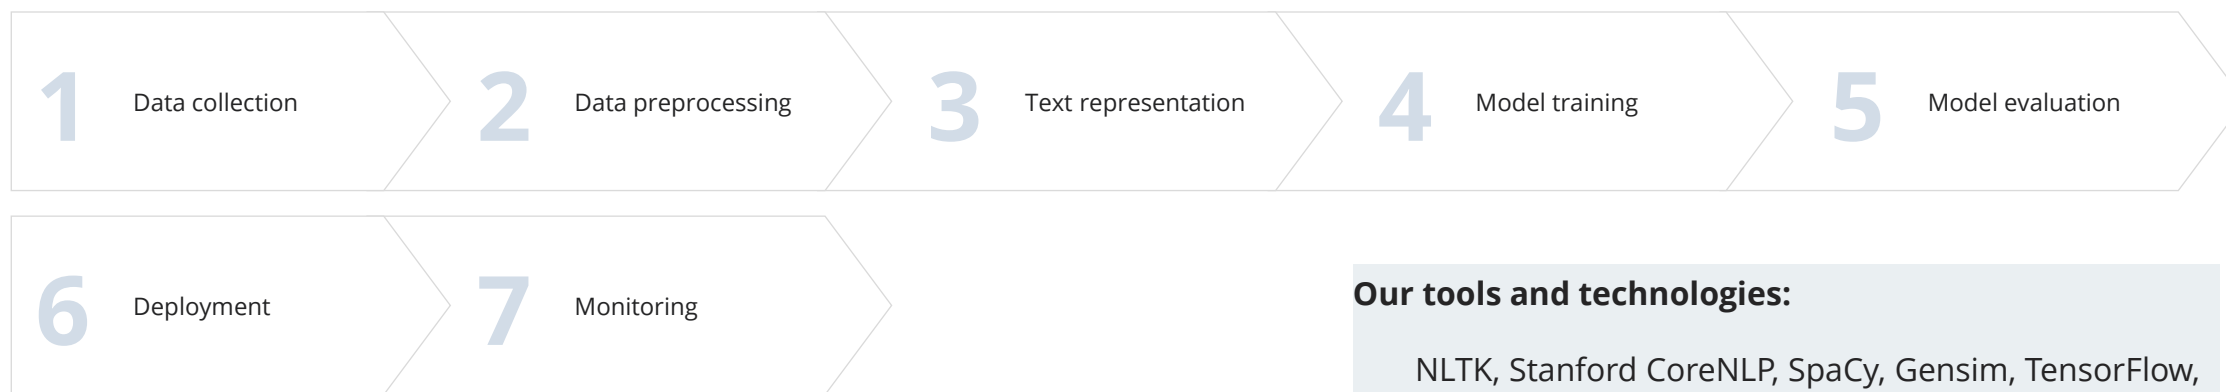 1 Data collection
2 Data preprocessing
3 Text representation
4 Model training
5 Model evaluation
6 Deployment
7 Monitoring
Our tools and technologies:
NLTK, Stanford CoreNLP, SpaCy, Gensim, TensorFlow,